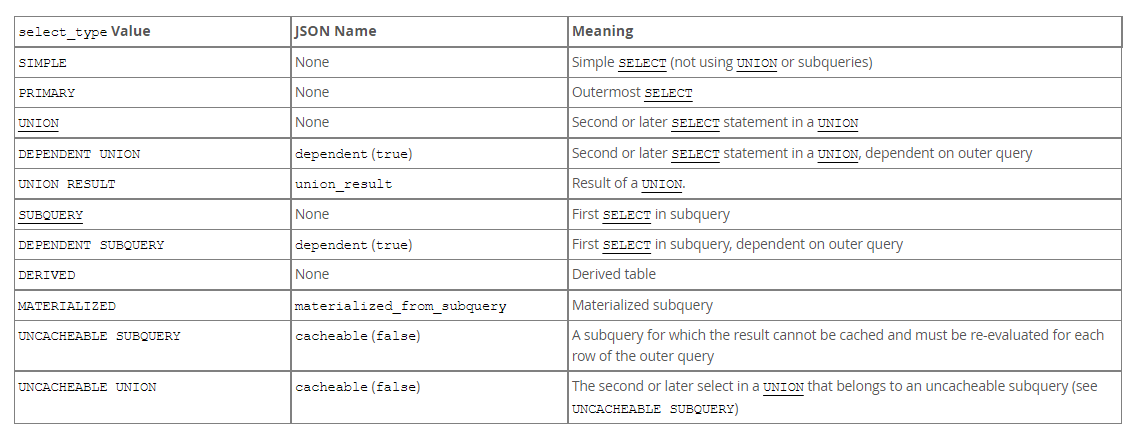 select_type Value JSON Name Meaning
SIMPLE None Simple SELECT (not using UNION or subqueries)
PRIMARY None Outermost SELECT
UNION None Second or later SELECT statement in a UNION
DEPENDENT UNION dependent (true) Second or later SELECT statement in a UNION, dependent on outer query
UNION RESULT union_result Result of a UNION.
SUBQUERY None First SELECT in subquery
DEPENDENT SUBQUERY dependent (true) First SELECT in subquery, dependent on outer query
DERIVED None Derived table
MATERIALIZED materialized_from_subquery Materialized subquery
UNCACHEABLE SUBQUERY cacheable (false) A subquery for which the result cannot be cached and must be re-evaluated for each
row of the outer query
UNCACHEABLE UNION cacheable (false) The second or later select in a UNION that belongs to an uncacheable subquery (see
UNCACHEABLE SUBQUERY)